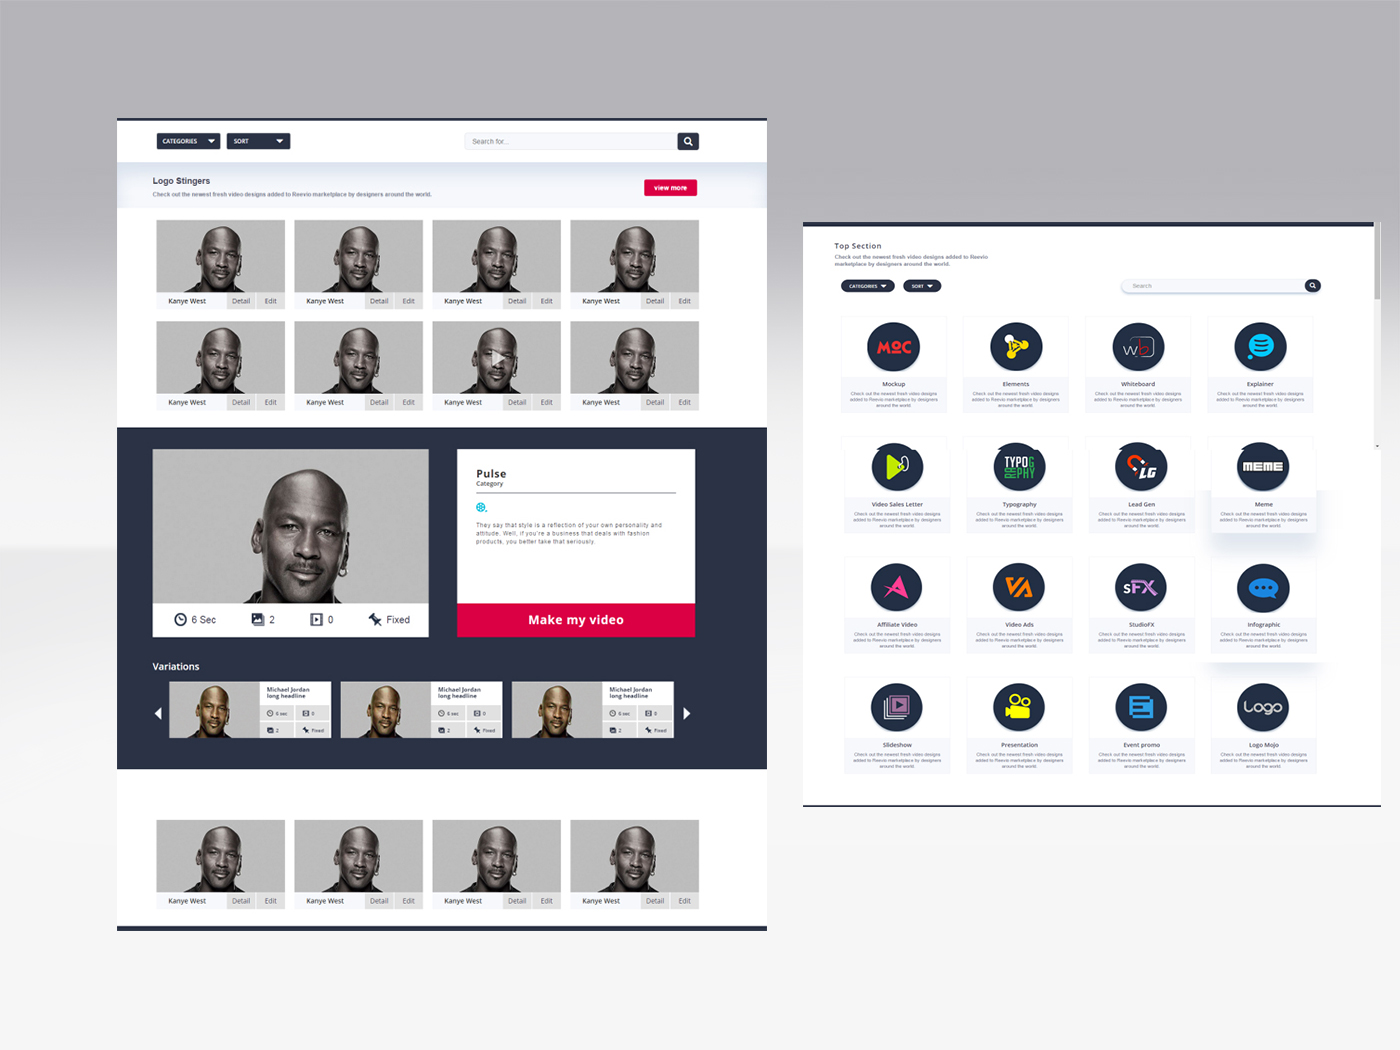 CATEGORIES
SORT
Search for...
Logo Stingers
Check out the newest fresh video designs added to Reevio marketplace by designers around the world.
view more
Kanye West Detail Edit
Kanye West Detail Edit
Kanye West Detail Edit
Kanye West Detail Edit
Kanye West Detail Edit
Kanye West Detail Edit
Kanye West Detail Edit
Kanye West Detail Edit
6 Sec
2
0
Fixed
Pulse
Category
They say that style is a reflection of your own personality and
attitude. Well, if you're a business that deals with fashion
products, you better take that seriously.
Make my video
Variations
Michael Jordan
long headline
6 sec
0
2
Fixed
Michael Jordan
long headline
6 sec
0
2
Fixed
Michael Jordan
long headline
6 sec
0
2
Fixed
Kanye West Detail Edit
Kanye West Detail Edit
Kanye West Detail Edit
Kanye West Detail Edit
Top Section
Check out the newest fresh video designs added to Reevio
marketplace by designers around the world.
CATEGORIES
SORT
Search
MOC
Mockup
Check out the newest fresh video designs
added to Reevio marketplace by designers
around the world.
Elements
Check out the newest fresh video designs
added to Reevio marketplace by designers
around the world.
wb
Whiteboard
Check out the newest fresh video designs
added to Reevio marketplace by designers
around the world.
Explainer
Check out the newest fresh video designs
added to Reevio marketplace by designers
around the world.
Video Sales Letter
Check out the newest fresh video designs
added to Reevio marketplace by designers
around the world.
TYPOGRAPHY
Typography
Check out the newest fresh video designs
added to Reevio marketplace by designers
around the world.
LG
Lead Gen
Check out the newest fresh video designs
added to Reevio marketplace by designers
around the world.
MEME
Meme
Check out the newest fresh video designs
added to Reevio marketplace by designers
around the world.
Affiliate Video
Check out the newest fresh video designs
added to Reevio marketplace by designers
around the world.
VA
Video Ads
Check out the newest fresh video designs
added to Reevio marketplace by designers
around the world.
sFX
StudioFX
Check out the newest fresh video designs
added to Reevio marketplace by designers
around the world.
Infographic
Check out the newest fresh video designs
added to Reevio marketplace by designers
around the world.
Slideshow
Check out the newest fresh video designs
added to Reevio marketplace by designers
around the world.
Presentation
Check out the newest fresh video designs
added to Reevio marketplace by designers
around the world.
Event promo
Check out the newest fresh video designs
added to Reevio marketplace by designers
around the world.
Logo
Logo Mojo
Check out the newest fresh video designs
added to Reevio marketplace by designers
around the world.